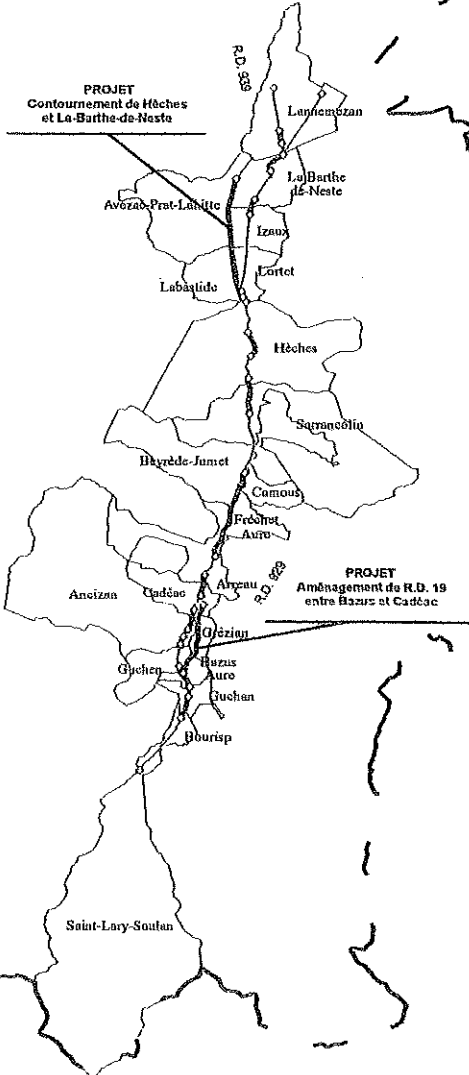 R.D. 939
PROJET
Contournement de Hèches
et La-Barthe-de-Neste
Lannemezan
La Barthe
de-Neste
Avezac-Prat-Lahitte
Izaux
Lortet
Labastide
Hèches
Sarrancolin
Beyrède-Jumet
Camous
Fréchet
Aure
R.D. 929
PROJET
Aménagement de R.D. 19
entre Bazus et Cadéac
Ancizan
Cadéac
Arreau
Grézian
Guchen
Bazus
Aure
Guchan
Bourisp
Saint-Lary-Soulan